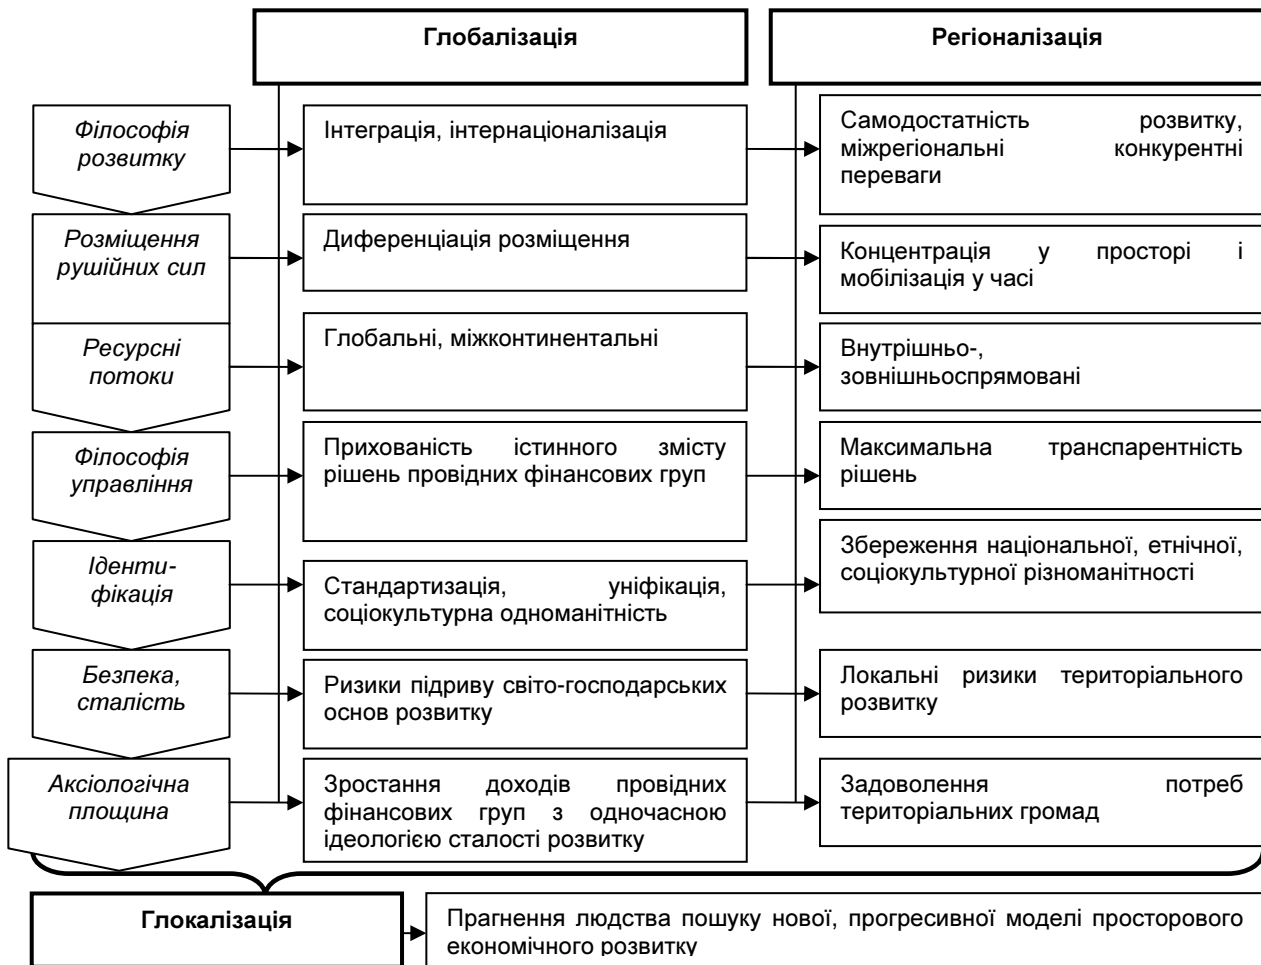 Глобалізація
Регіоналізація
Філософія
розвитку
Інтеграція, інтернаціоналізація
Самодостатність розвитку,
міжрегіональні конкурентні
переваги
Розміщення
рушійних сил
Диференціація розміщення
Концентрація у просторі і
мобілізація у часі
Ресурсні
потоки
Глобальні, міжконтинентальні
Внутрішньо-,
зовнішньоспрямовані
Філософія
управління
Прихованість істинного змісту
рішень провідних фінансових груп
Максимальна транспарентність
рішень
Іденти-
фікація
Стандартизація, уніфікація,
соціокультурна одноманітність
Збереження національної, етнічної,
соціокультурної різноманітності
Безпека,
сталість
Ризики підриву світо-господарських
основ розвитку
Локальні ризики територіального
розвитку
Аксіологічна
площина
Зростання доходів провідних
фінансових груп з одночасною
ідеологією сталості розвитку
Задоволення потреб
територіальних громад
Глокалізація
Прагнення людства пошуку нової, прогресивної моделі просторового
економічного розвитку